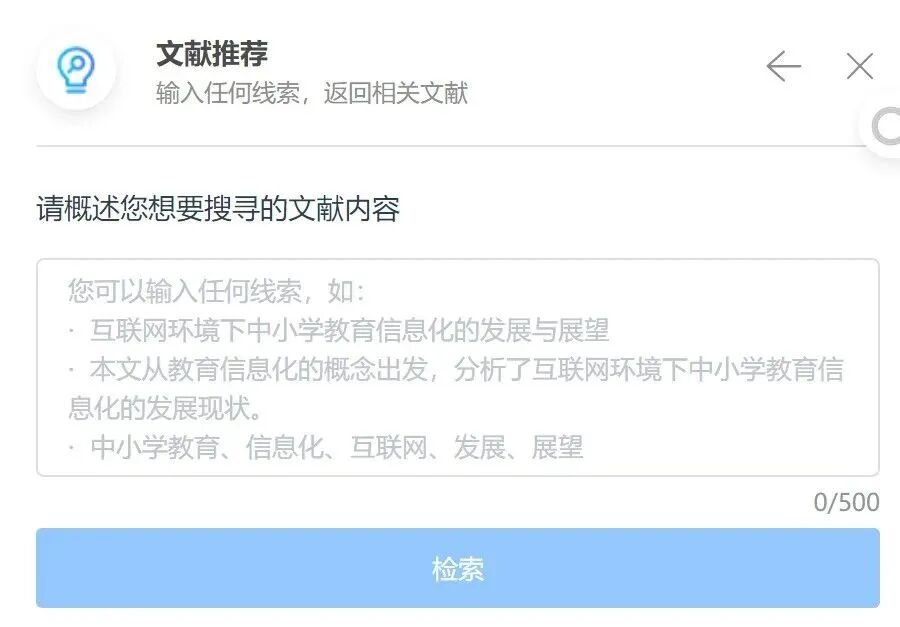 文献推荐
输入任何线索，返回相关文献
请概述您想要搜寻的文献内容
您可以输入任何线索，如：
· 互联网环境下中小学教育信息化的发展与展望
· 本文从教育信息化的概念出发，分析了互联网环境下中小学教育信
息化的发展现状。
· 中小学教育、信息化、互联网、发展、展望
0/500
检索